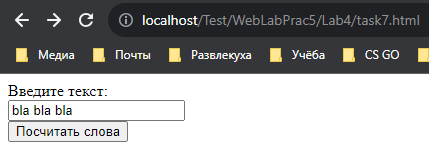 localhost/Test/WebLabPrac5/Lab4/task7.html
Медиа Почты Развлекуха Учёба CS GO
Введите текст:
bla bla bla
Посчитать слова